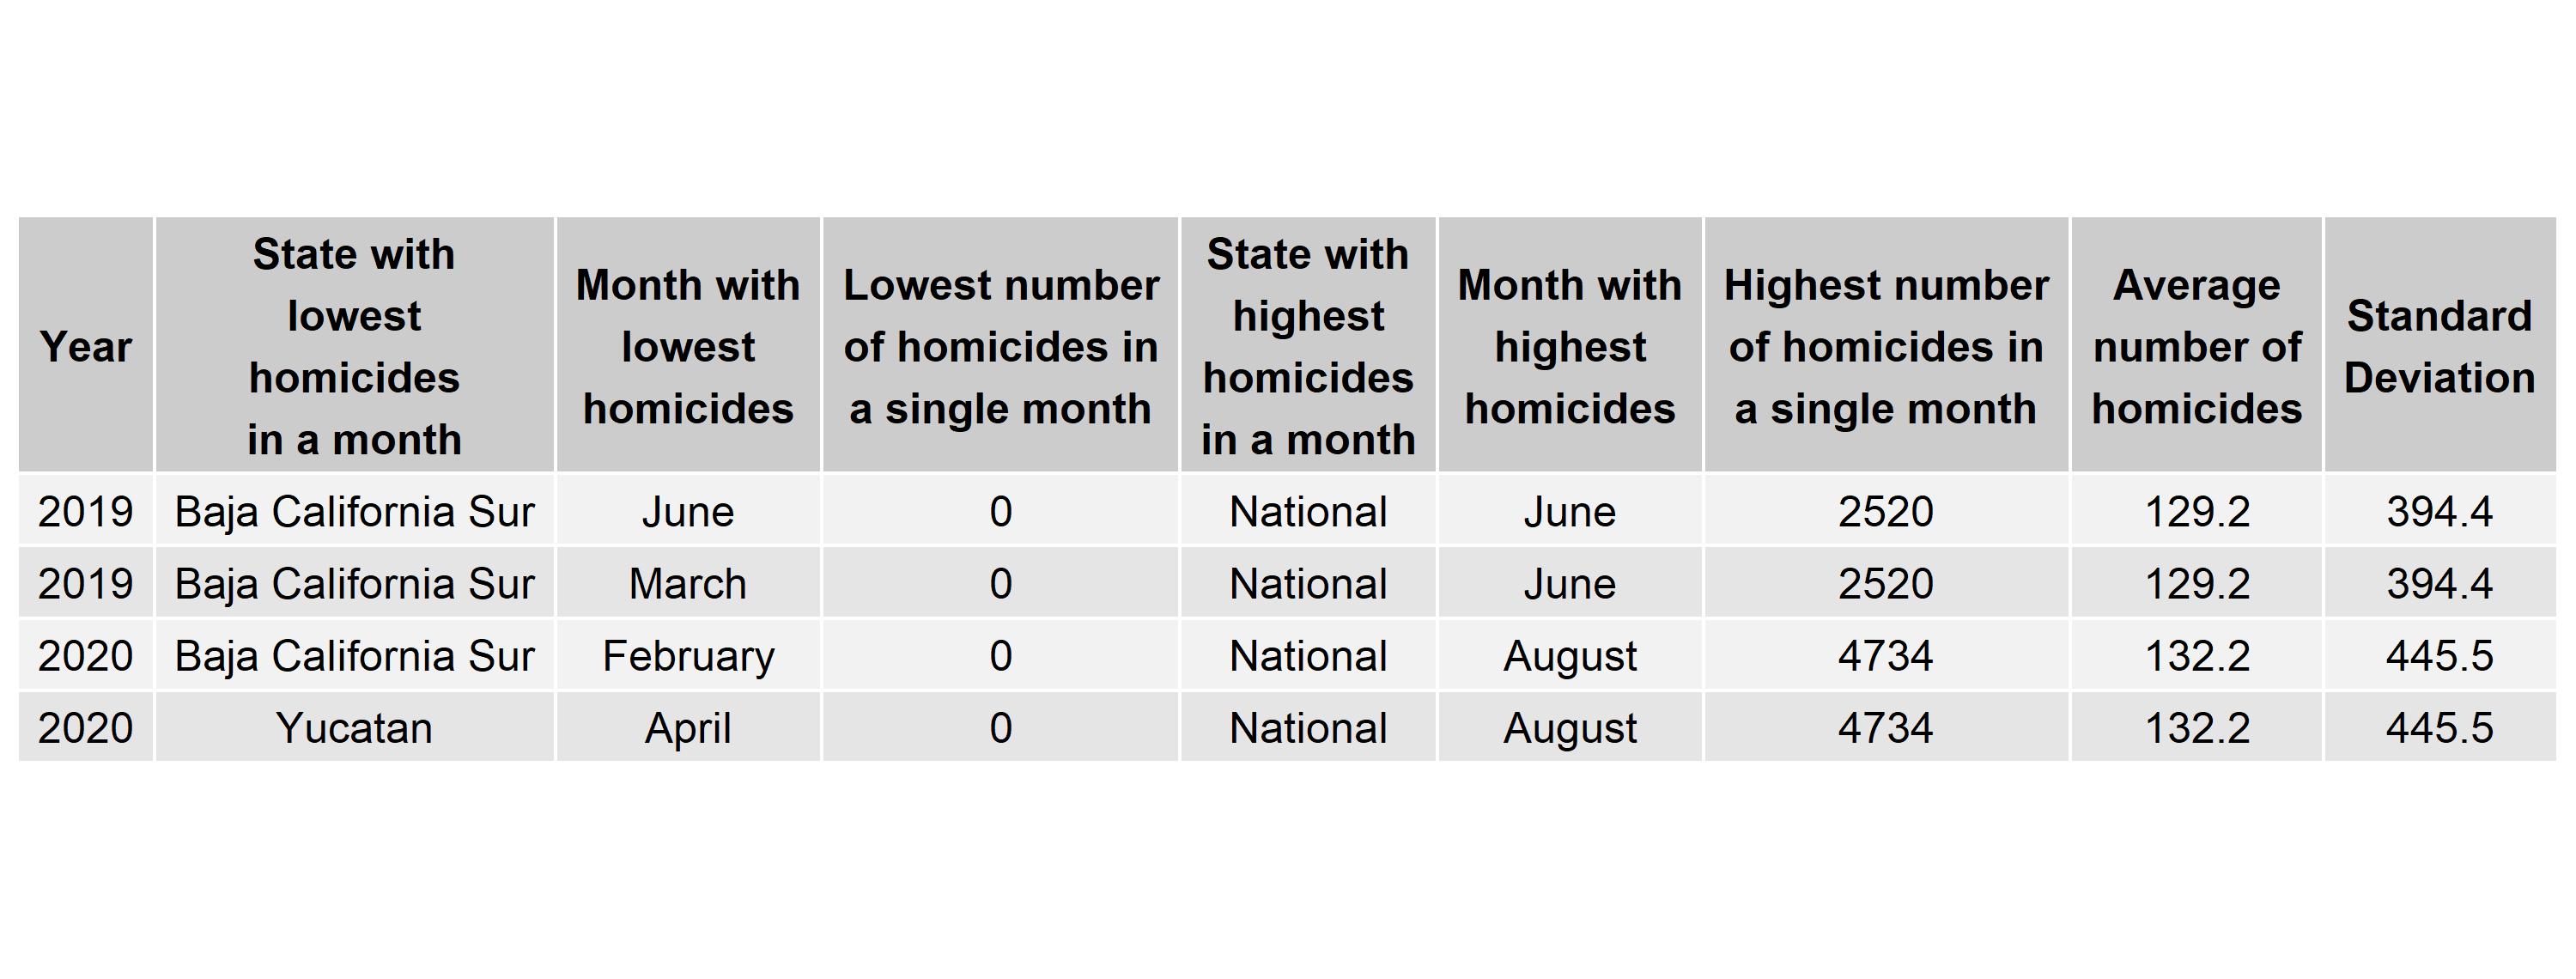 Year
State with
lowest
homicides
in a month
Month with
lowest
homicides
Lowest number
of homicides in
a single month
State with
highest
homicides
in a month
Month with
highest
homicides
Highest number
of homicides in
a single month
Average
number of
homicides
Standard
Deviation
2019 Baja California Sur June 0 National June 2520 129.2 394.4
2019 Baja California Sur March 0 National June 2520 129.2 394.4
2020 Baja California Sur February 0 National August 4734 132.2 445.5
2020 Yucatan April 0 National August 4734 132.2 445.5